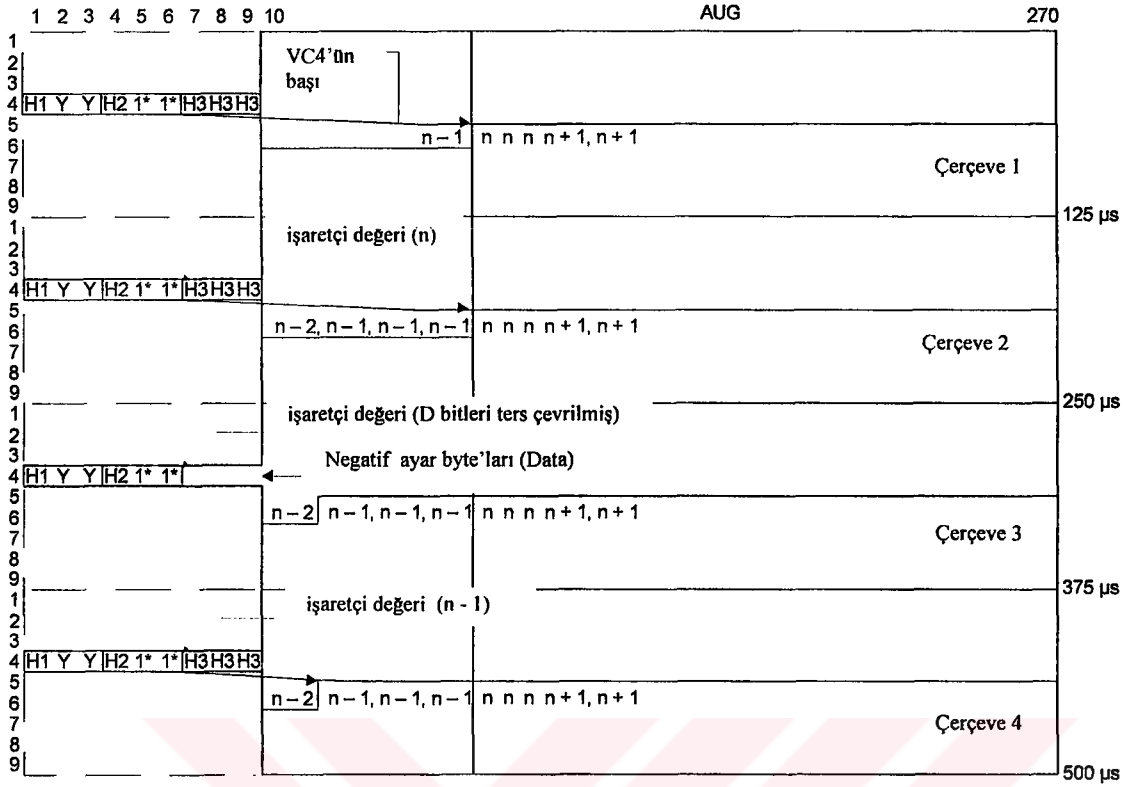 1 2 3 4 5 6 7 8 9 10 AUG 270
1
2
3
4
5
6
7
8
9
VC4'ün
başı
H1 Y Y H2 1* 1* H3 H3 H3
n – 1 n n n n + 1, n + 1
Çerçeve 1
125 µs
1
2
3
4
5
6
7
8
9
işaretçi değeri (n)
H1 Y Y H2 1* 1* H3 H3 H3
n – 2, n – 1, n – 1, n – 1 n n n n + 1, n + 1
Çerçeve 2
250 µs
1
2
3
4
5
6
7
8
9
işaretçi değeri (D bitleri ters çevrilmiş)
Negatif ayar byte'ları (Data)
H1 Y Y H2 1* 1*
n – 2 n – 1, n – 1, n – 1 n n n n + 1, n + 1
Çerçeve 3
375 µs
1
2
3
4
5
6
7
8
9
işaretçi değeri (n - 1)
H1 Y Y H2 1* 1* H3 H3 H3
n – 2 n – 1, n – 1, n – 1 n n n n + 1, n + 1
Çerçeve 4
500 µs